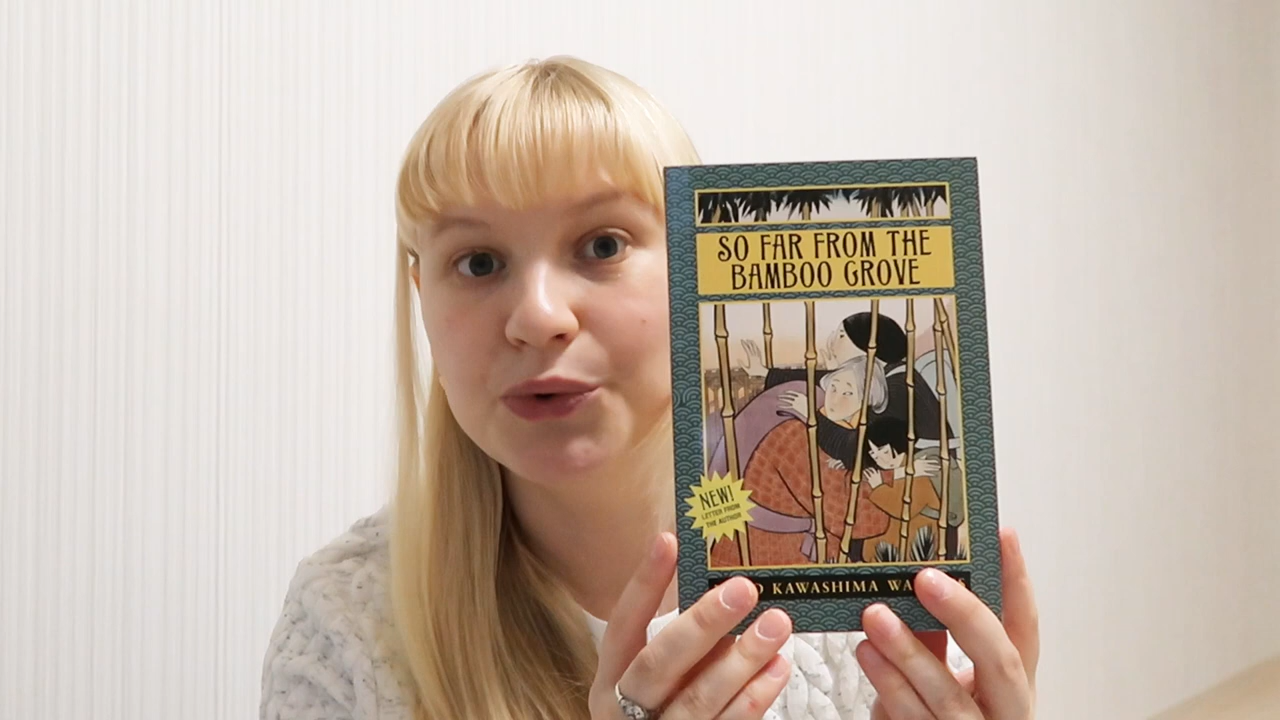 SO FAR FROM THE
BAMBOO GROVE
NEW!
LETTER FROM
THE AUTHOR
KAWASHIMA